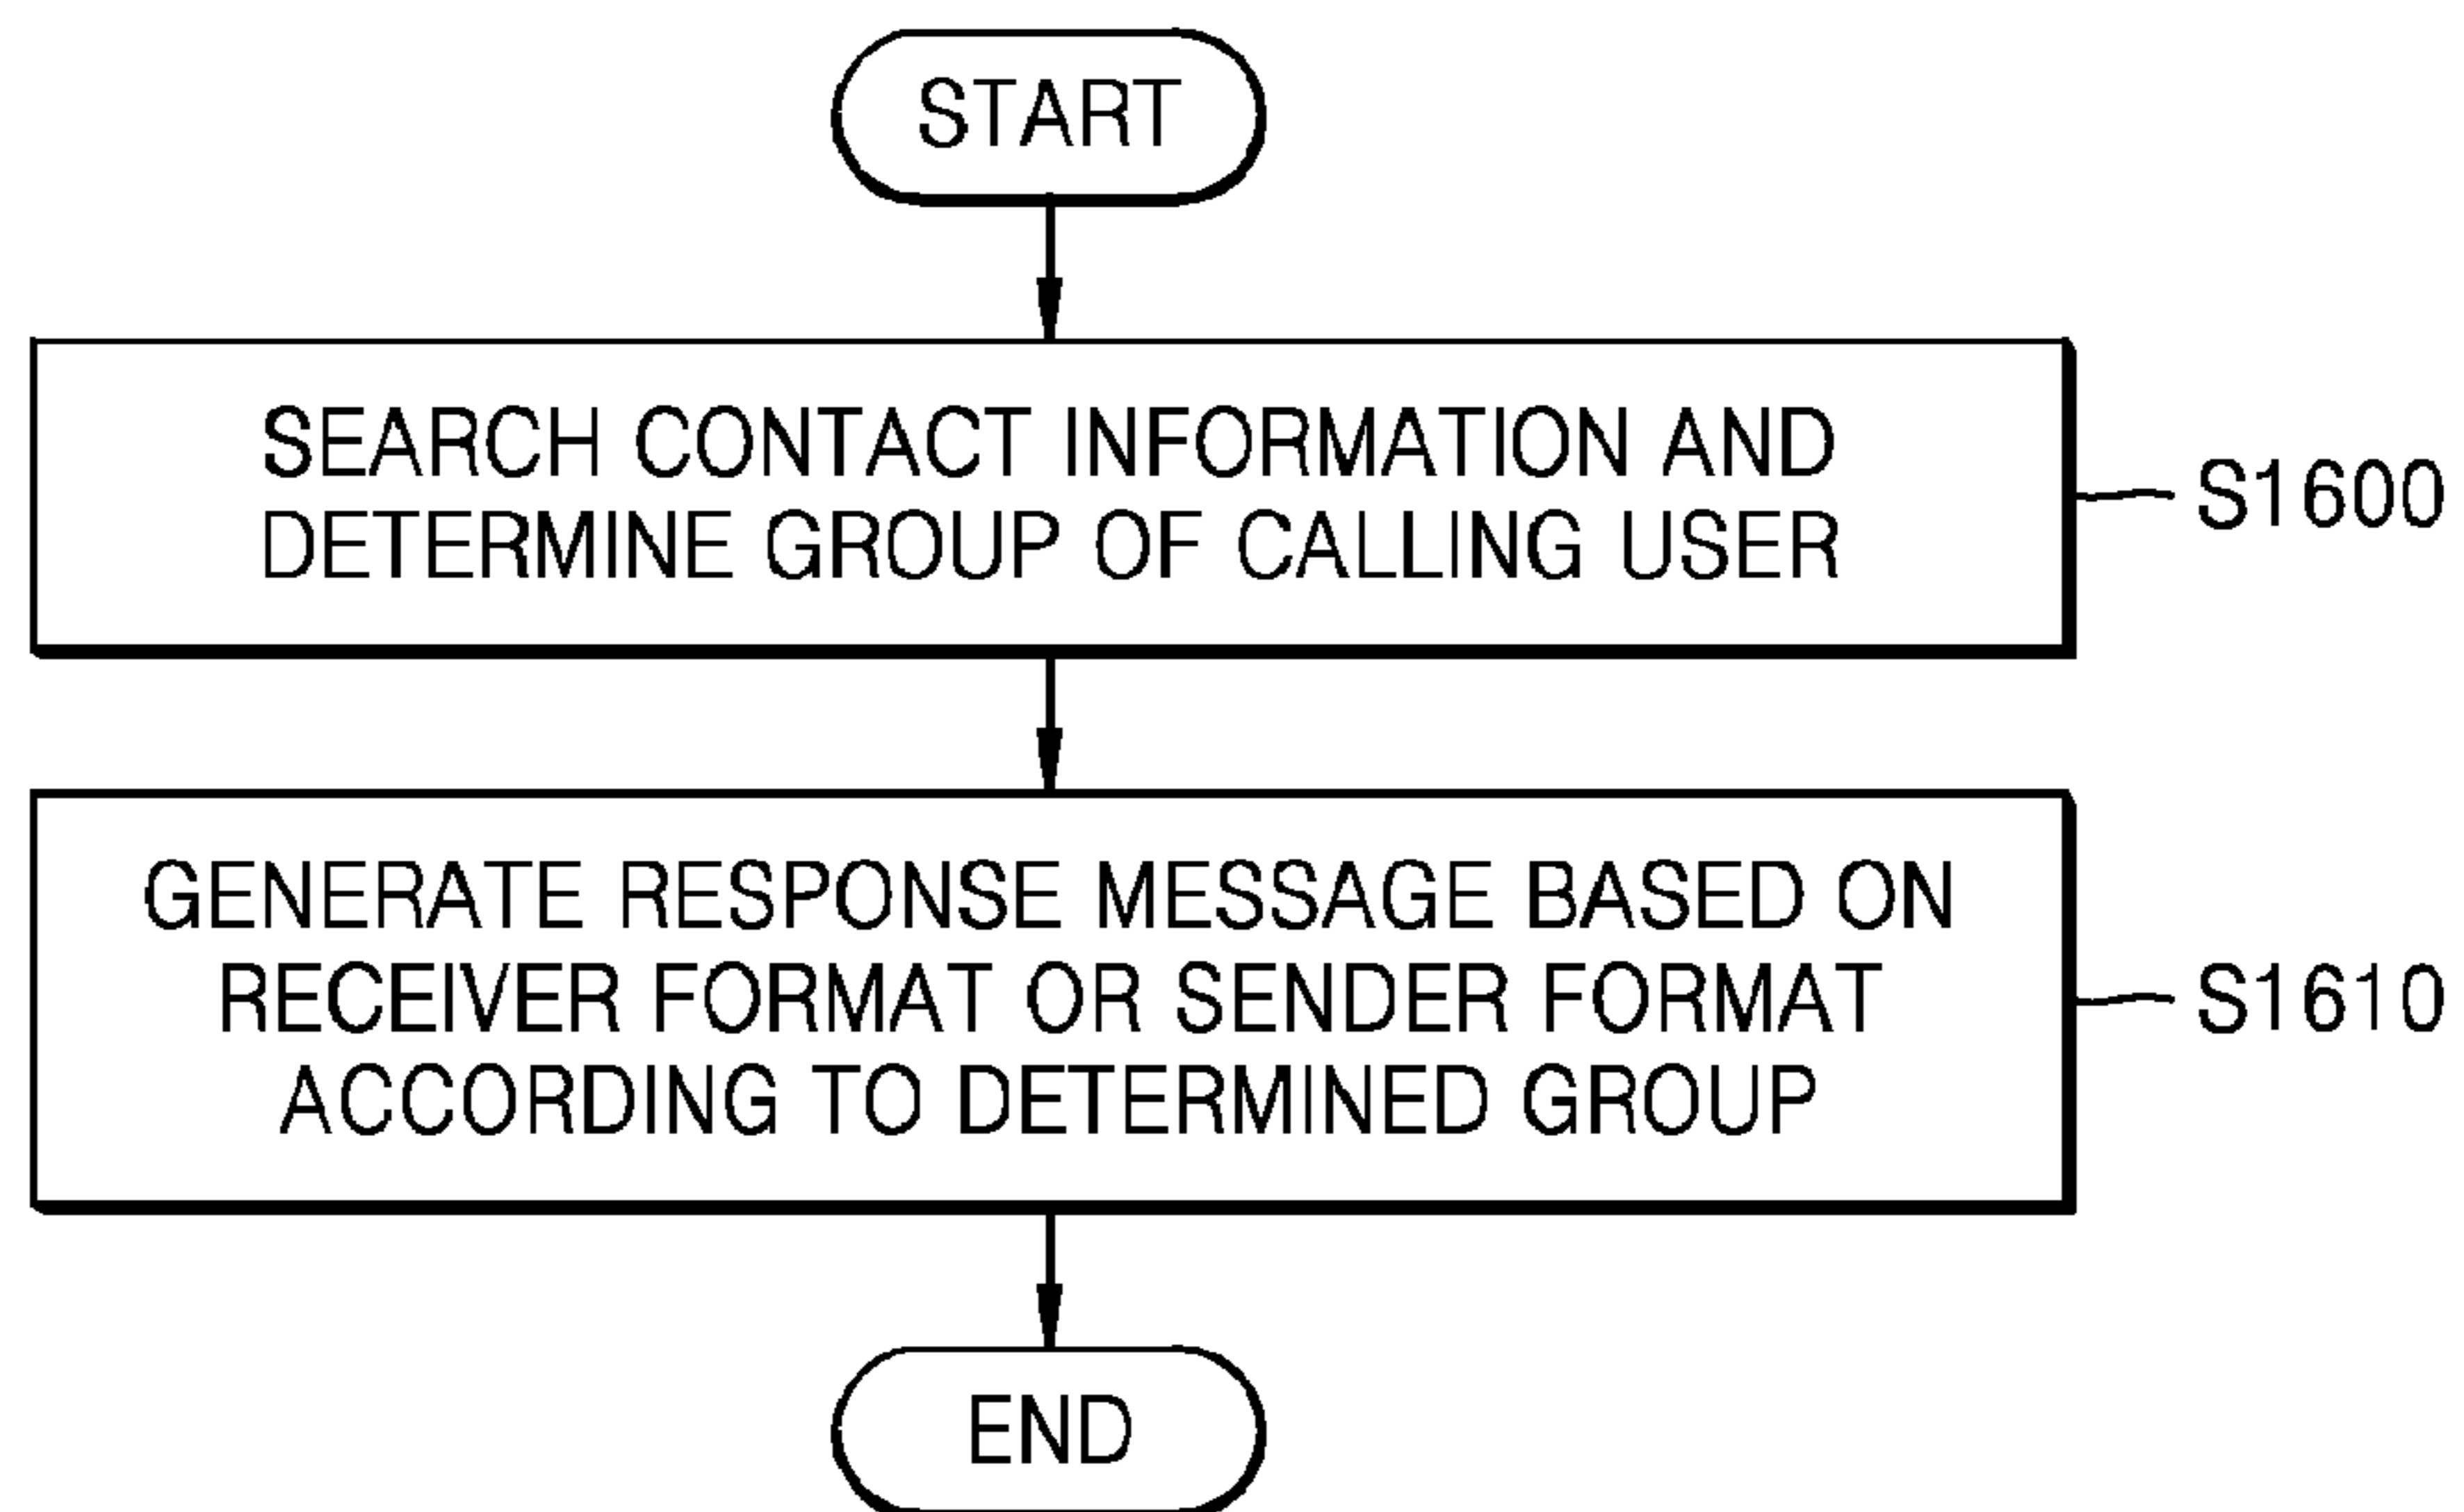 START
SEARCH CONTACT INFORMATION AND
DETERMINE GROUP OF CALLING USER
S1600
GENERATE RESPONSE MESSAGE BASED ON
RECEIVER FORMAT OR SENDER FORMAT
ACCORDING TO DETERMINED GROUP
S1610
END